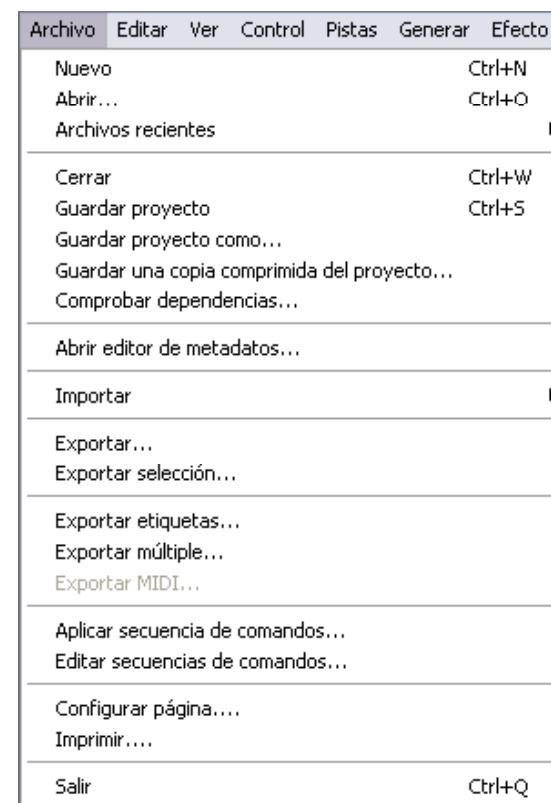 Archivo Editar Ver Control Pistas Generar Efecto
Nuevo Ctrl+N
Abrir... Ctrl+O
Archivos recientes
Cerrar Ctrl+W
Guardar proyecto Ctrl+S
Guardar proyecto como...
Guardar una copia comprimida del proyecto...
Comprobar dependencias...
Abrir editor de metadatos...
Importar
Exportar...
Exportar selección...
Exportar etiquetas...
Exportar múltiple...
Exportar MIDI...
Aplicar secuencia de comandos...
Editar secuencias de comandos...
Configurar página....
Imprimir....
Salir Ctrl+Q